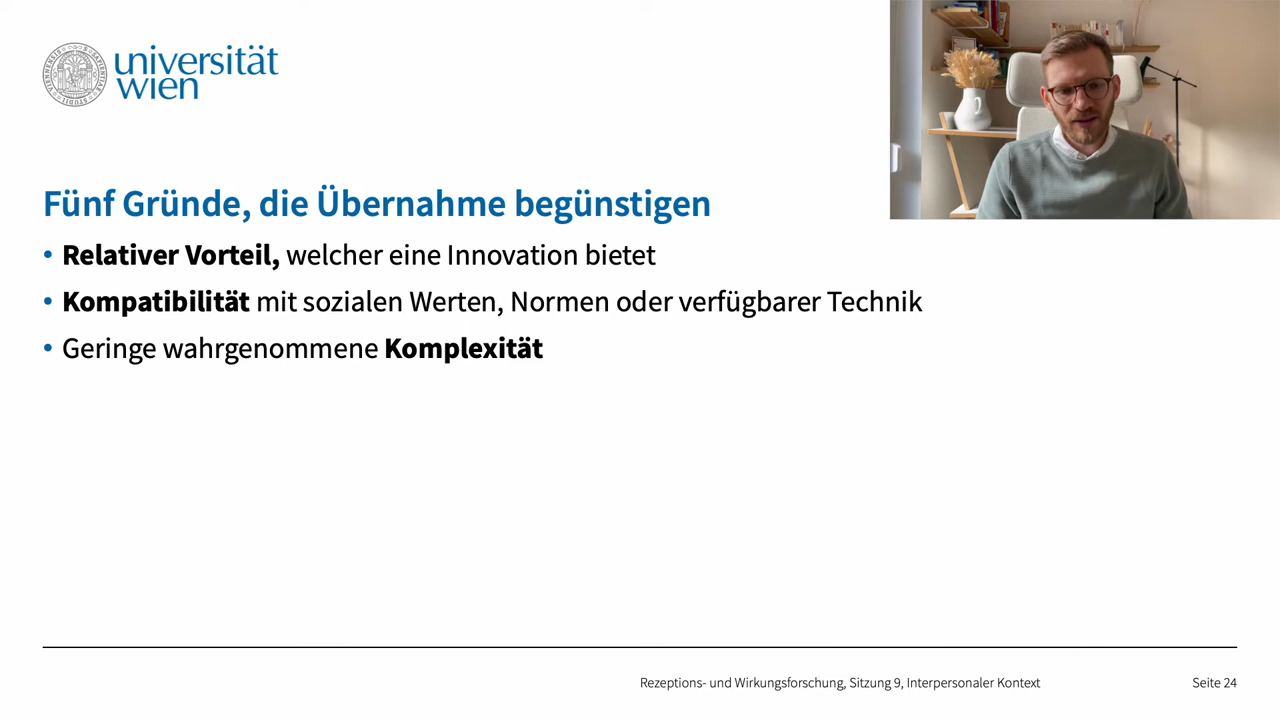 universität
wien
Fünf Gründe, die Übernahme begünstigen
• Relativer Vorteil, welcher eine Innovation bietet
• Kompatibilität mit sozialen Werten, Normen oder verfügbarer Technik
• Geringe wahrgenommene Komplexität
Rezeptions- und Wirkungsforschung, Sitzung 9, Interpersonaler Kontext
Seite 24